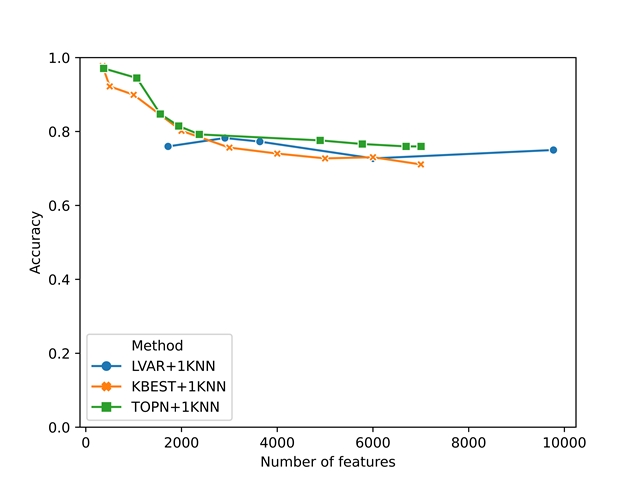 1.0
0.8
0.6
0.4
0.2
0.0
Accuracy
Method
LVAR+1KNN
KBEST+1KNN
TOPN+1KNN
0 2000 4000 6000 8000 10000
Number of features